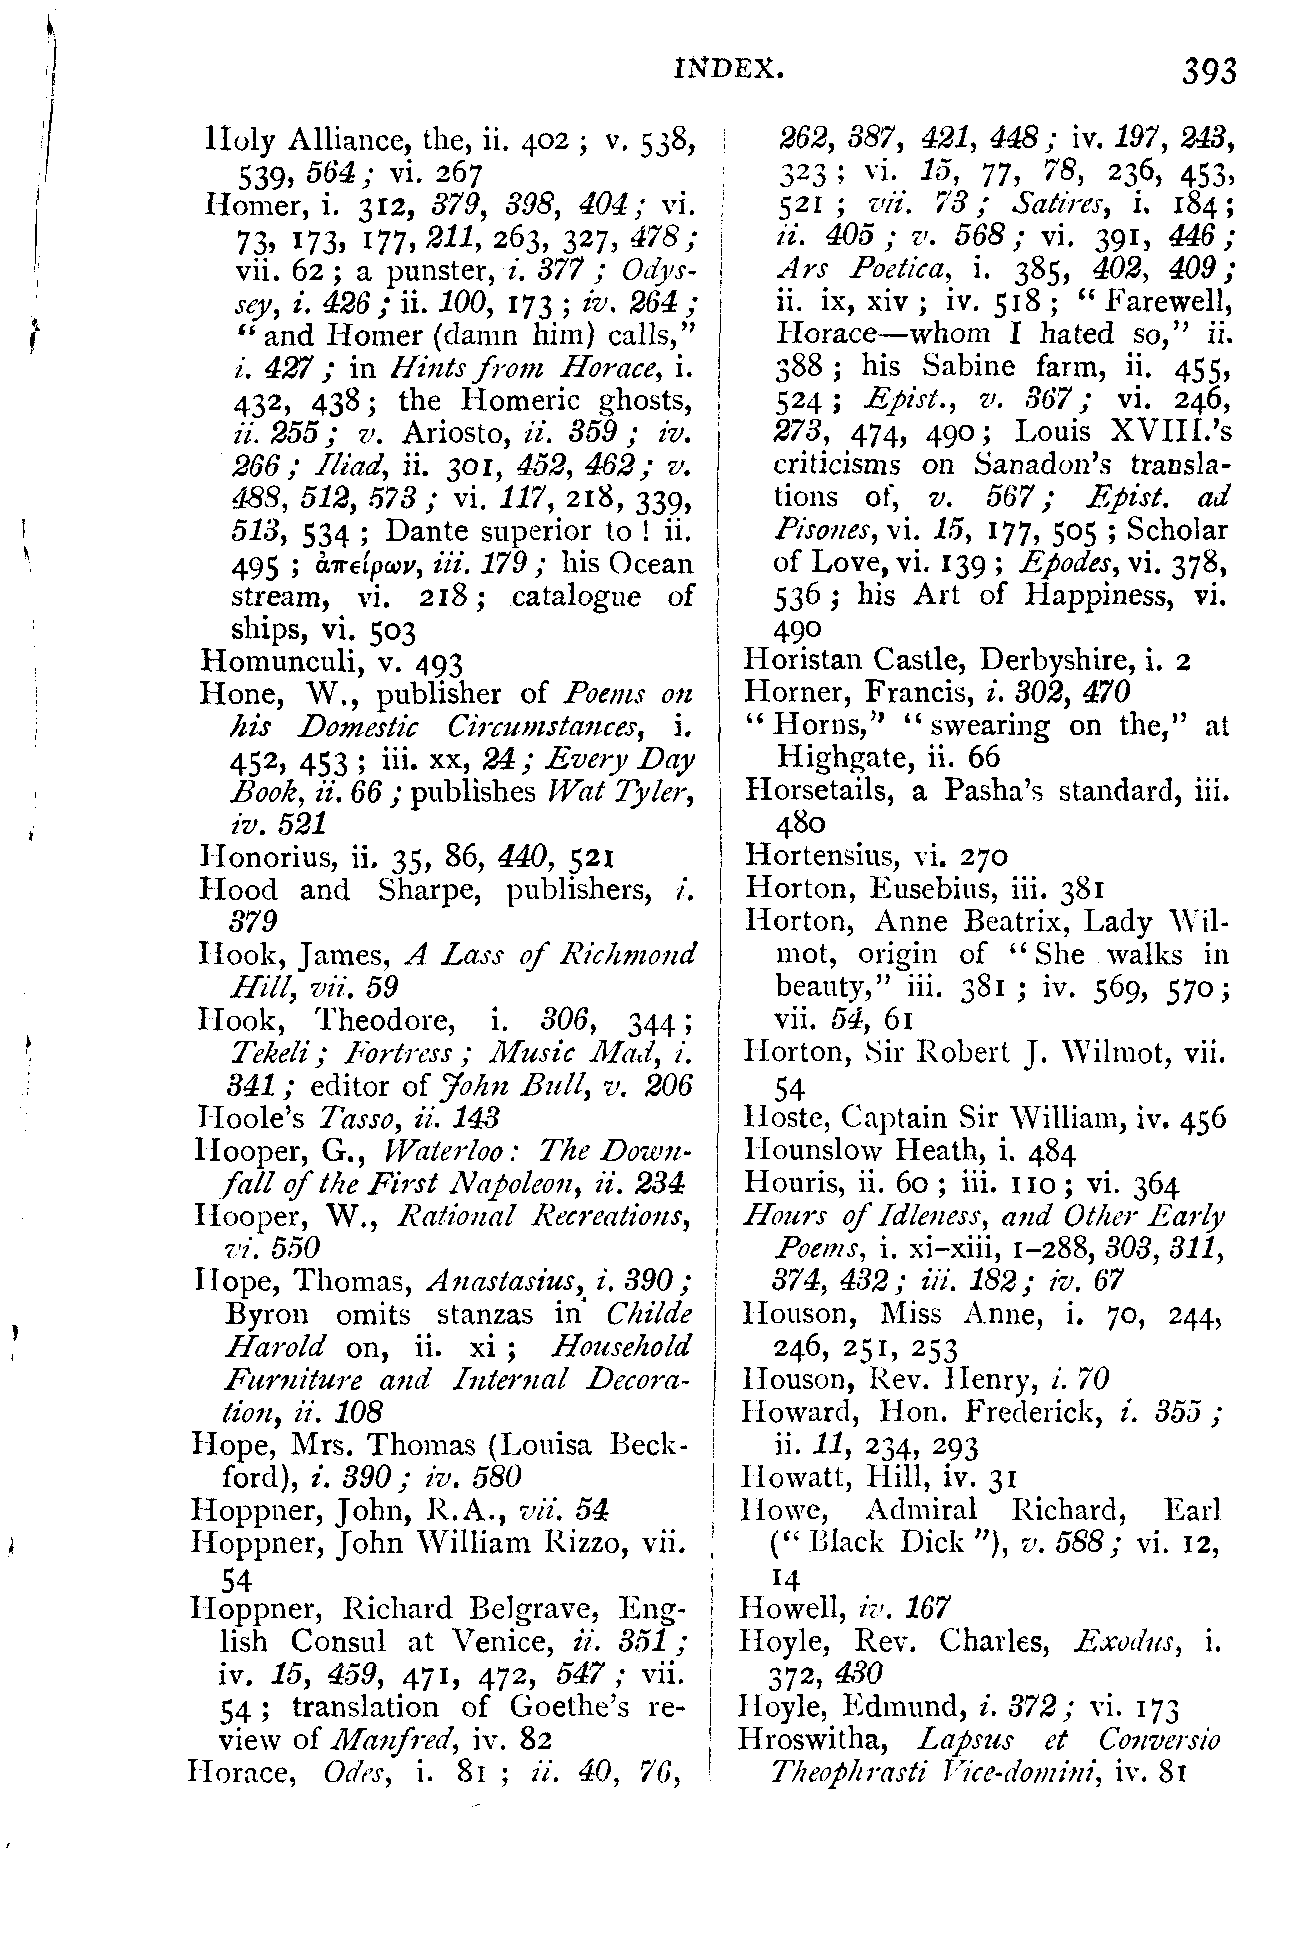 INDEX. 393
Holy Alliance, the, ii. 402 ; v. 538,
539, 564 ; vi. 267
Homer, i. 312, 379, 398, 404 ; vi.
73, 173, 177, 211, 263, 327, 478 ;
vii. 62 ; a punster, i. 377 ; Odys-
sey, i. 426 ; ii. 100, 173 ; iv. 264 ;
“ and Homer (damn him) calls,”
i. 427 ; in Hints from Horace, i.
432, 438 ; the Homeric ghosts,
ii. 255 ; v. Ariosto, ii. 359 ; iv.
266 ; Iliad, ii. 301, 452, 462 ; v.
488, 512, 573 ; vi. 117, 218, 339,
513, 534 ; Dante superior to ! ii.
495 ; ἀπείρων, iii. 179 ; his Ocean
stream, vi. 218 ; catalogue of
ships, vi. 503
Homunculi, v. 493
Hone, W., publisher of Poems on
his Domestic Circumstances, i.
452, 453 ; iii. xx, 24 ; Every Day
Book, ii. 66 ; publishes Wat Tyler,
iv. 521
Honorius, ii. 35, 86, 440, 521
Hood and Sharpe, publishers, i.
379
Hook, James, A Lass of Richmond
Hill, vii. 59
Hook, Theodore, i. 306, 344 ;
Tekeli ; Fortress ; Music Mad, i.
341 ; editor of John Bull, v. 206
Hoole’s Tasso, ii. 143
Hooper, G., Waterloo : The Down-
fall of the First Napoleon, ii. 234
Hooper, W., Rational Recreations,
vi. 550
Hope, Thomas, Anastasius, i. 390 ;
Byron omits stanzas in Childe
Harold on, ii. xi ; Household
Furniture and Internal Decora-
tion, ii. 108
Hope, Mrs. Thomas (Louisa Beck-
ford), i. 390 ; iv. 580
Hoppner, John, R.A., vii. 54
Hoppner, John William Rizzo, vii.
54
Hoppner, Richard Belgrave, Eng-
lish Consul at Venice, ii. 351 ;
iv. 15, 459, 471, 472, 547 ; vii.
54 ; translation of Goethe’s re-
view of Manfred, iv. 82
Horace, Odes, i. 81 ; ii. 40, 76,
262, 387, 421, 448 ; iv. 197, 243,
323 ; vi. 15, 77, 78, 236, 453,
521 ; vii. 73 ; Satires, i. 184 ;
ii. 405 ; v. 568 ; vi. 391, 446 ;
Ars Poetica, i. 385, 402, 409 ;
ii. ix, xiv ; iv. 518 ; “ Farewell,
Horace—whom I hated so,” ii.
388 ; his Sabine farm, ii. 455,
524 ; Epist., v. 367 ; vi. 246,
273, 474, 490 ; Louis XVIII.’s
criticisms on Sanadon’s transla-
tions of, v. 567 ; Epist. ad
Pisones, vi. 15, 177, 505 ; Scholar
of Love, vi. 139 ; Epodes, vi. 378,
536 ; his Art of Happiness, vi.
490
Horistan Castle, Derbyshire, i. 2
Horner, Francis, i. 302, 470
“ Horns,” “ swearing on the,” at
Highgate, ii. 66
Horsetails, a Pasha’s standard, iii.
480
Hortensius, vi. 270
Horton, Eusebius, iii. 381
Horton, Anne Beatrix, Lady Wil-
mot, origin of “ She walks in
beauty,” iii. 381 ; iv. 569, 570 ;
vii. 54, 61
Horton, Sir Robert J. Wilmot, vii.
54
Hoste, Captain Sir William, iv. 456
Hounslow Heath, i. 484
Houris, ii. 60 ; iii. 110 ; vi. 364
Hours of Idleness, and Other Early
Poems, i. xi–xiii, 1–288, 303, 311,
374, 432 ; iii. 182 ; iv. 67
Houson, Miss Anne, i. 70, 244,
246, 251, 253
Houson, Rev. Henry, i. 70
Howard, Hon. Frederick, i. 355 ;
ii. 11, 234, 293
Howatt, Hill, iv. 31
Howe, Admiral Richard, Earl
(“ Black Dick ”), v. 588 ; vi. 12,
14
Howell, iv. 167
Hoyle, Rev. Charles, Exodus, i.
372, 430
Hoyle, Edmund, i. 372 ; vi. 173
Hroswitha, Lapsus et Conversio
Theophrasti Vice-domini, iv. 81